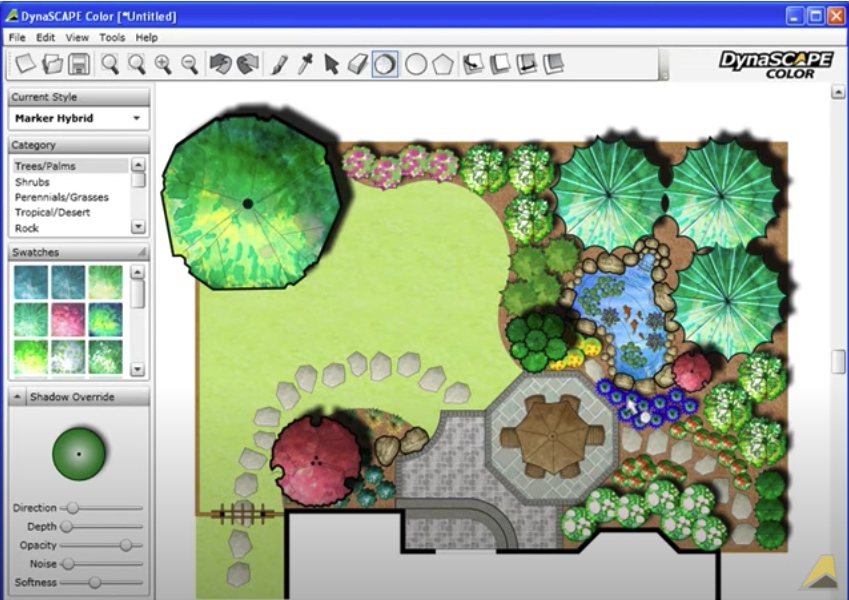 DynaSCAPE Color [*Untitled]
File Edit View Tools Help
DynaSCAPE
COLOR
Current Style
Marker Hybrid
Category
Trees/Palms
Shrubs
Perennials/Grasses
Tropical/Desert
Rock
Swatches
Shadow Override
Direction
Depth
Opacity
Noise
Softness